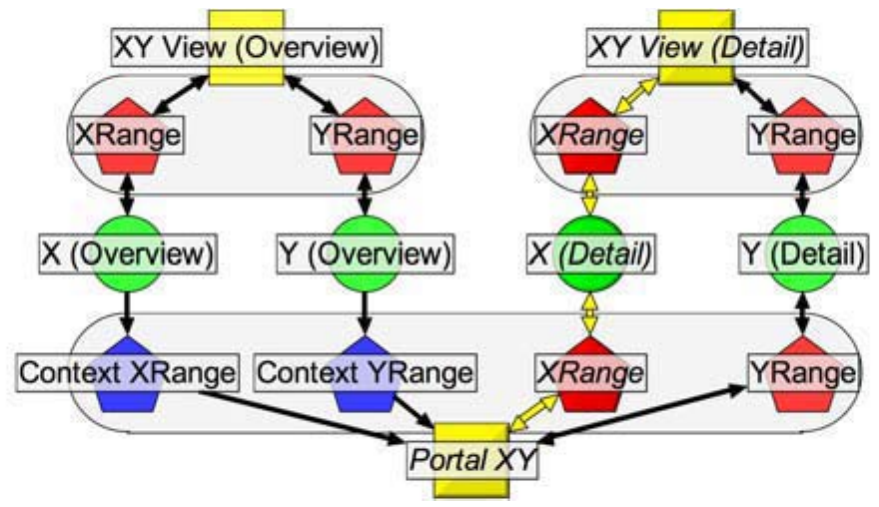 XY View (Overview)
XY View (Detail)
XRange
YRange
XRange
YRange
X (Overview)
Y (Overview)
X (Detail)
Y (Detail)
Context XRange
Context YRange
XRange
YRange
Portal XY